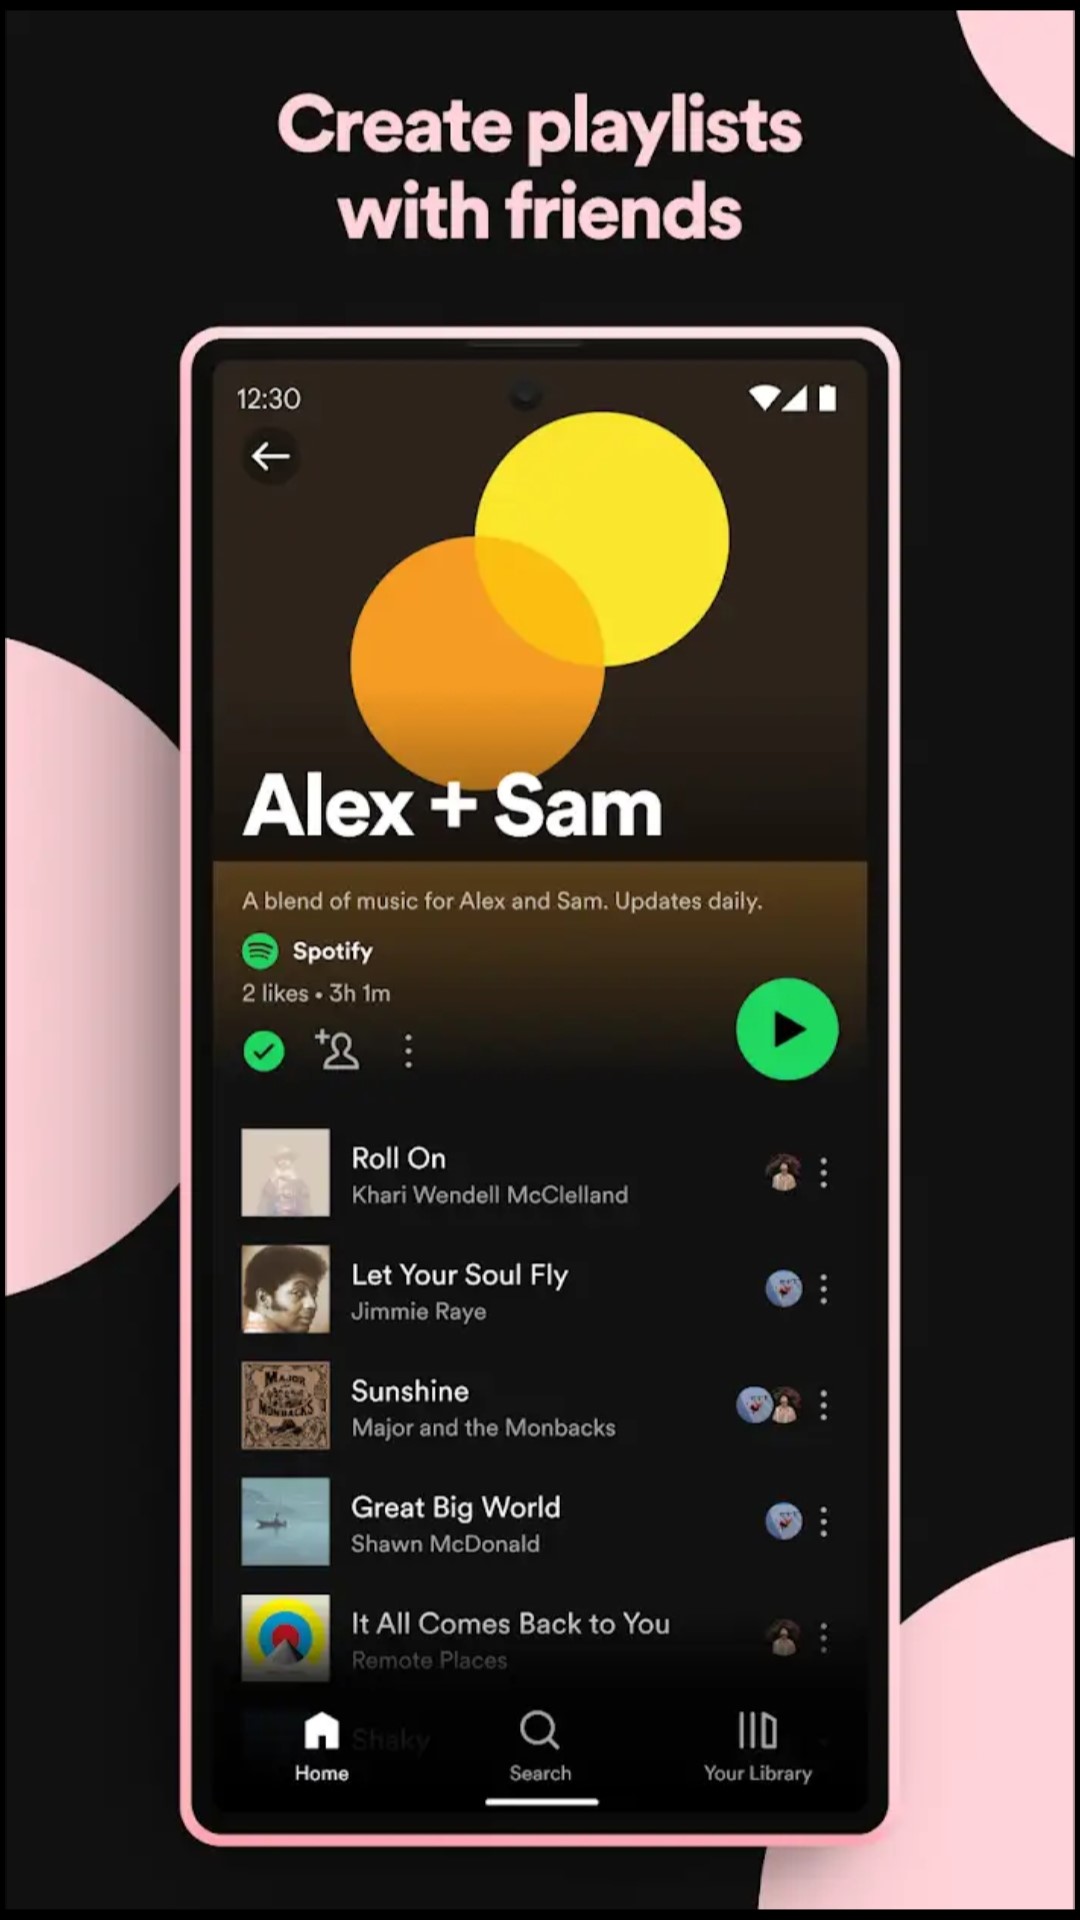 Create playlists
with friends
12:30
Alex + Sam
A blend of music for Alex and Sam. Updates daily.
Spotify
2 likes • 3h 1m
Roll On
Khari Wendell McClelland
Let Your Soul Fly
Jimmie Raye
MAJOR
MONBACKS
Sunshine
Major and the Monbacks
Great Big World
Shawn McDonald
It All Comes Back to You
Remote Places
Shaky
Home
Search
Your Library